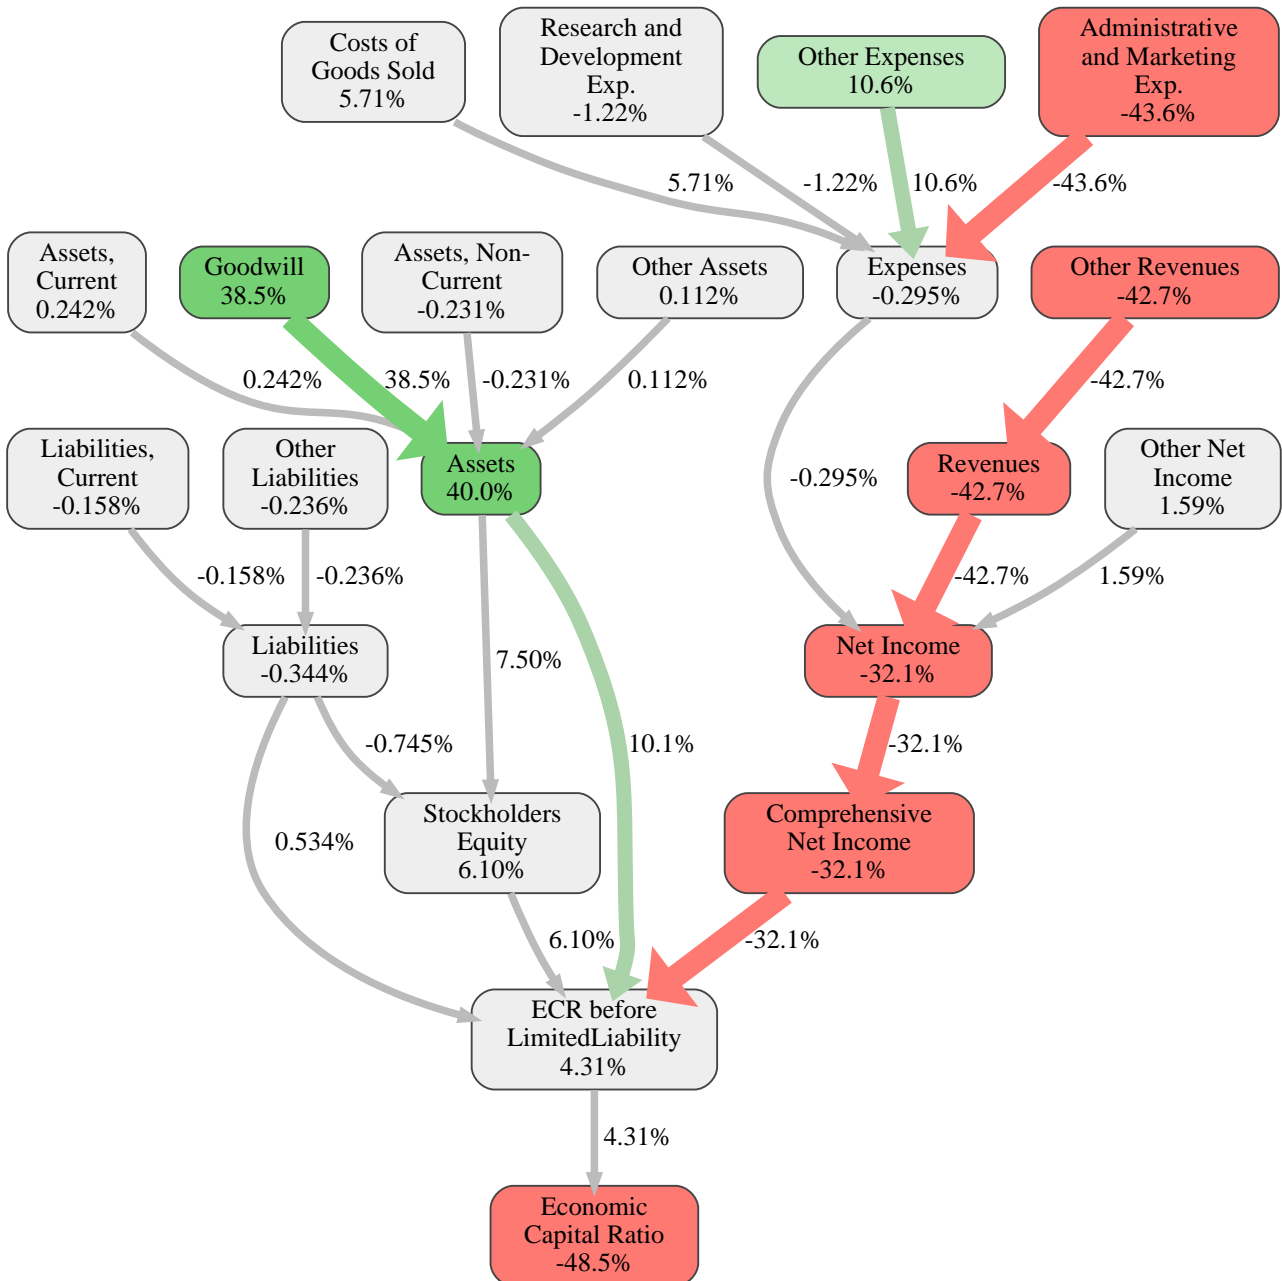 Costs of
Goods Sold
5.71%
Research and
Development
Exp.
-1.22%
Other Expenses
10.6%
Administrative
and Marketing
Exp.
-43.6%
5.71%
-1.22%
10.6%
-43.6%
Assets,
Current
0.242%
Goodwill
38.5%
Assets, Non-
Current
-0.231%
Other Assets
0.112%
Expenses
-0.295%
Other Revenues
-42.7%
0.242%
38.5%
-0.231%
0.112%
-42.7%
Liabilities,
Current
-0.158%
Other
Liabilities
-0.236%
Assets
40.0%
-0.295%
Revenues
-42.7%
Other Net
Income
1.59%
-0.158%
-0.236%
-42.7%
1.59%
Liabilities
-0.344%
7.50%
Net Income
-32.1%
-0.745%
10.1%
-32.1%
0.534%
Stockholders
Equity
6.10%
Comprehensive
Net Income
-32.1%
6.10%
-32.1%
ECR before
LimitedLiability
4.31%
4.31%
Economic
Capital Ratio
-48.5%